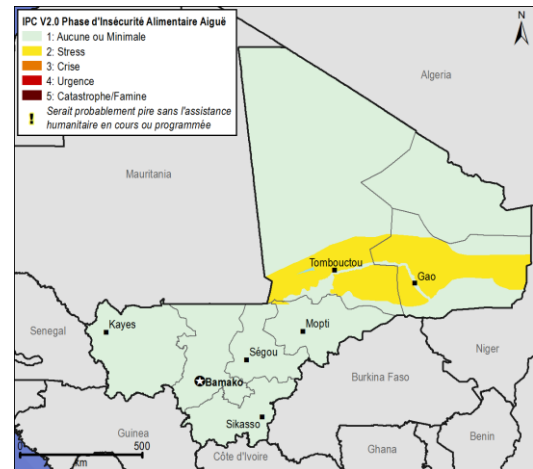 IPC V2.0 Phase d'Insécurité Alimentaire Aiguë
1: Aucune ou Minimale
2: Stress
3: Crise
4: Urgence
5: Catastrophe/Famine
! Serait probablement pire sans l'assistance
humanitaire en cours ou programmée
N
Algeria
Mauritania
Tombouctou
Gao
Kayes
Mopti
Senegal
Ségou
Niger
Bamako
Burkina Faso
Sikasso
Guinea
Benin
0 500
km
Côte d'Ivoire
Ghana